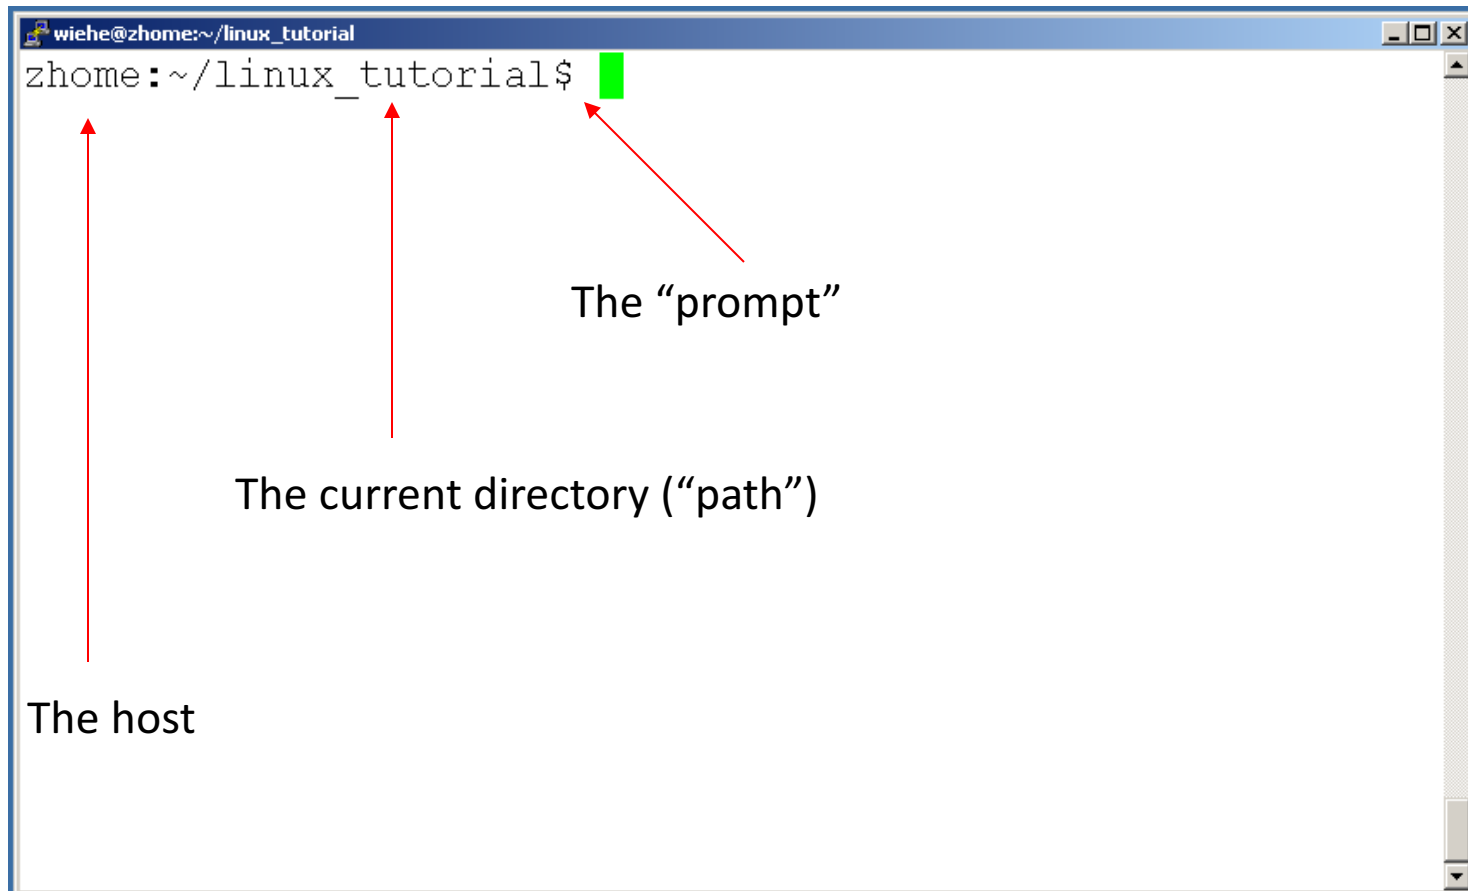 wiehe@zhome:~/linux_tutorial
zhome:~/linux_tutorial$
The “prompt”
The current directory (“path”)
The host